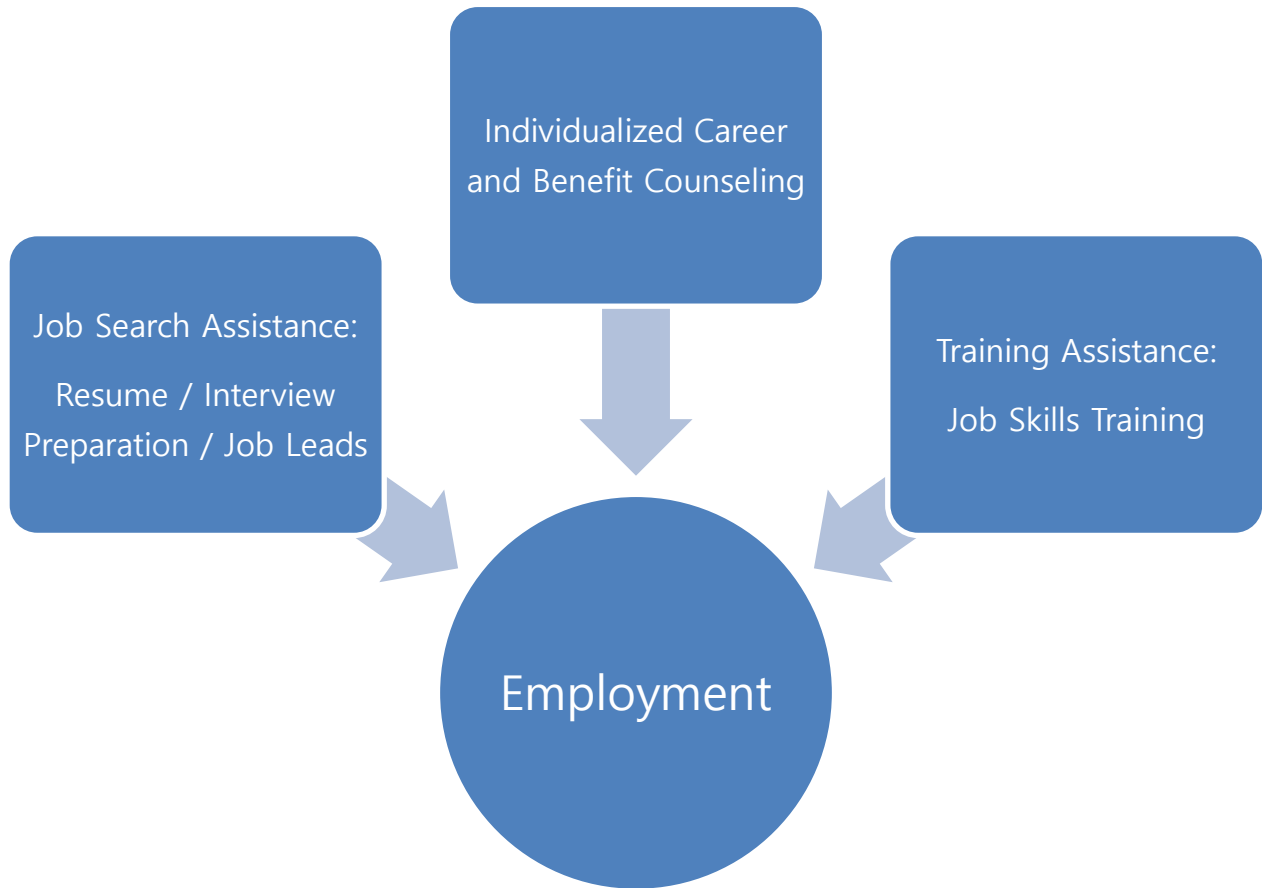 Individualized Career
and Benefit Counseling
Job Search Assistance:
Resume / Interview
Preparation / Job Leads
Training Assistance:
Job Skills Training
Employment